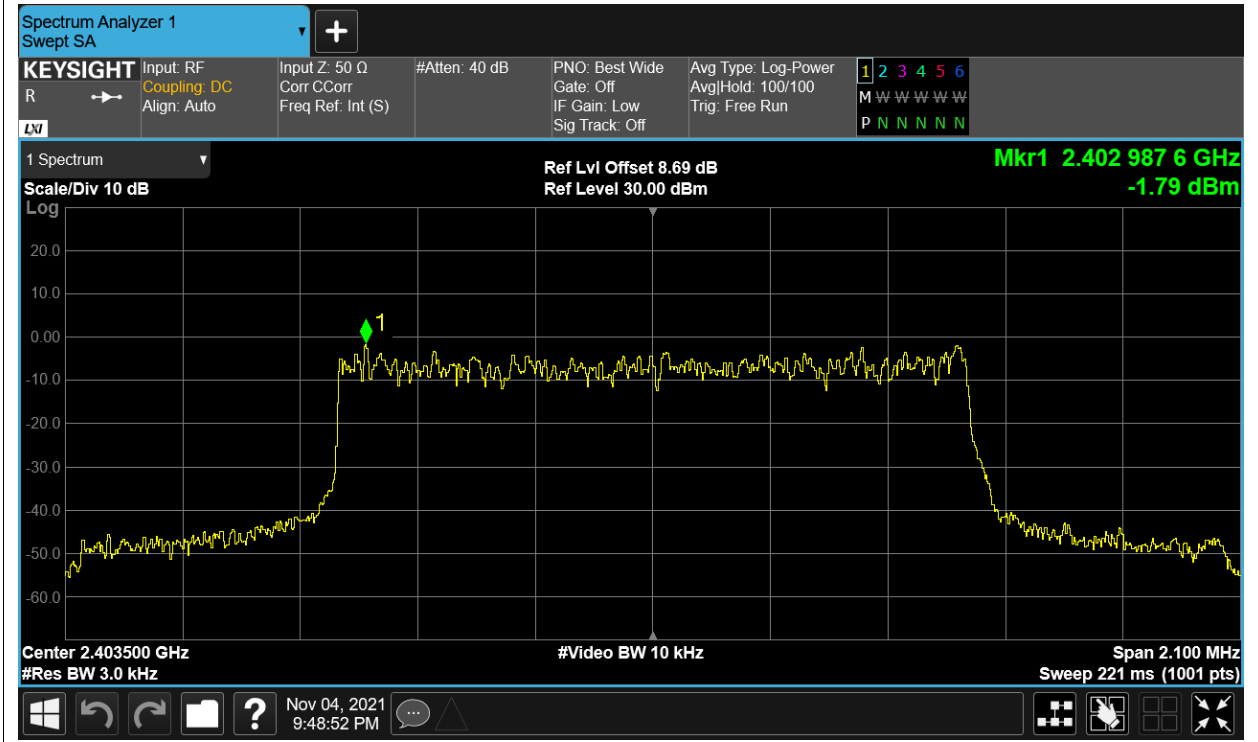 Spectrum Analyzer 1
Swept SA
+
KEYSIGHT
R
LXI
Input: RF
Coupling: DC
Align: Auto
Input Z: 50 Ω
Corr CCorr
Freq Ref: Int (S)
#Atten: 40 dB
PNO: Best Wide
Gate: Off
IF Gain: Low
Sig Track: Off
Avg Type: Log-Power
Avg|Hold: 100/100
Trig: Free Run
1 2 3 4 5 6
M W W W W W
P N N N N N
1 Spectrum
Scale/Div 10 dB
Log
Ref Lvl Offset 8.69 dB
Ref Level 30.00 dBm
Mkr1 2.402 987 6 GHz
-1.79 dBm
1
20.0
10.0
0.00
-10.0
-20.0
-30.0
-40.0
-50.0
-60.0
Center 2.403500 GHz
#Res BW 3.0 kHz
#Video BW 10 kHz
Span 2.100 MHz
Sweep 221 ms (1001 pts)
?
Nov 04, 2021
9:48:52 PM